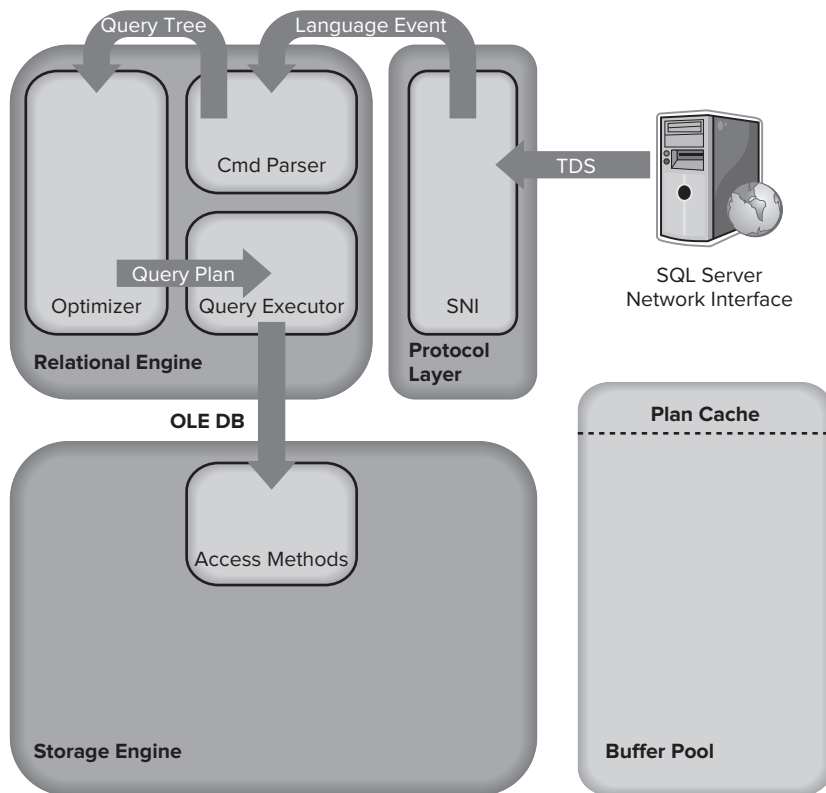 Query Tree
Language Event
Cmd Parser
TDS
Query Plan
Optimizer
Query Executor
SNI
SQL Server
Network Interface
Relational Engine
Protocol
Layer
OLE DB
Plan Cache
Access Methods
Storage Engine
Buffer Pool